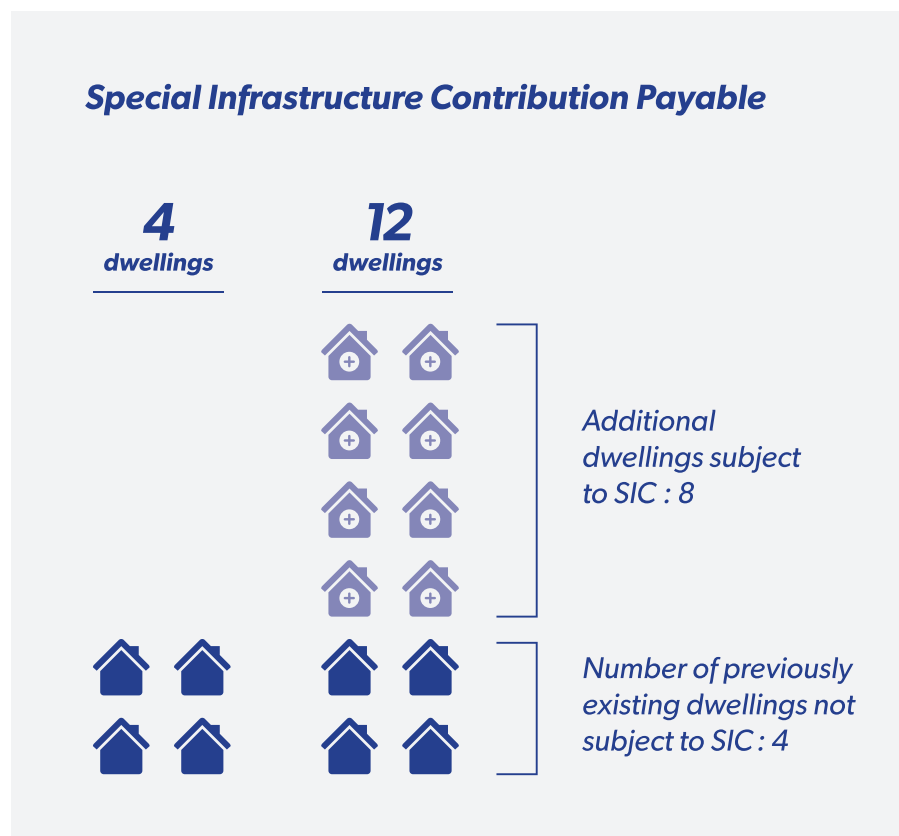 Special Infrastructure Contribution Payable
4
dwellings
12
dwellings
Additional
dwellings subject
to SIC : 8
Number of previously
existing dwellings not
subject to SIC : 4